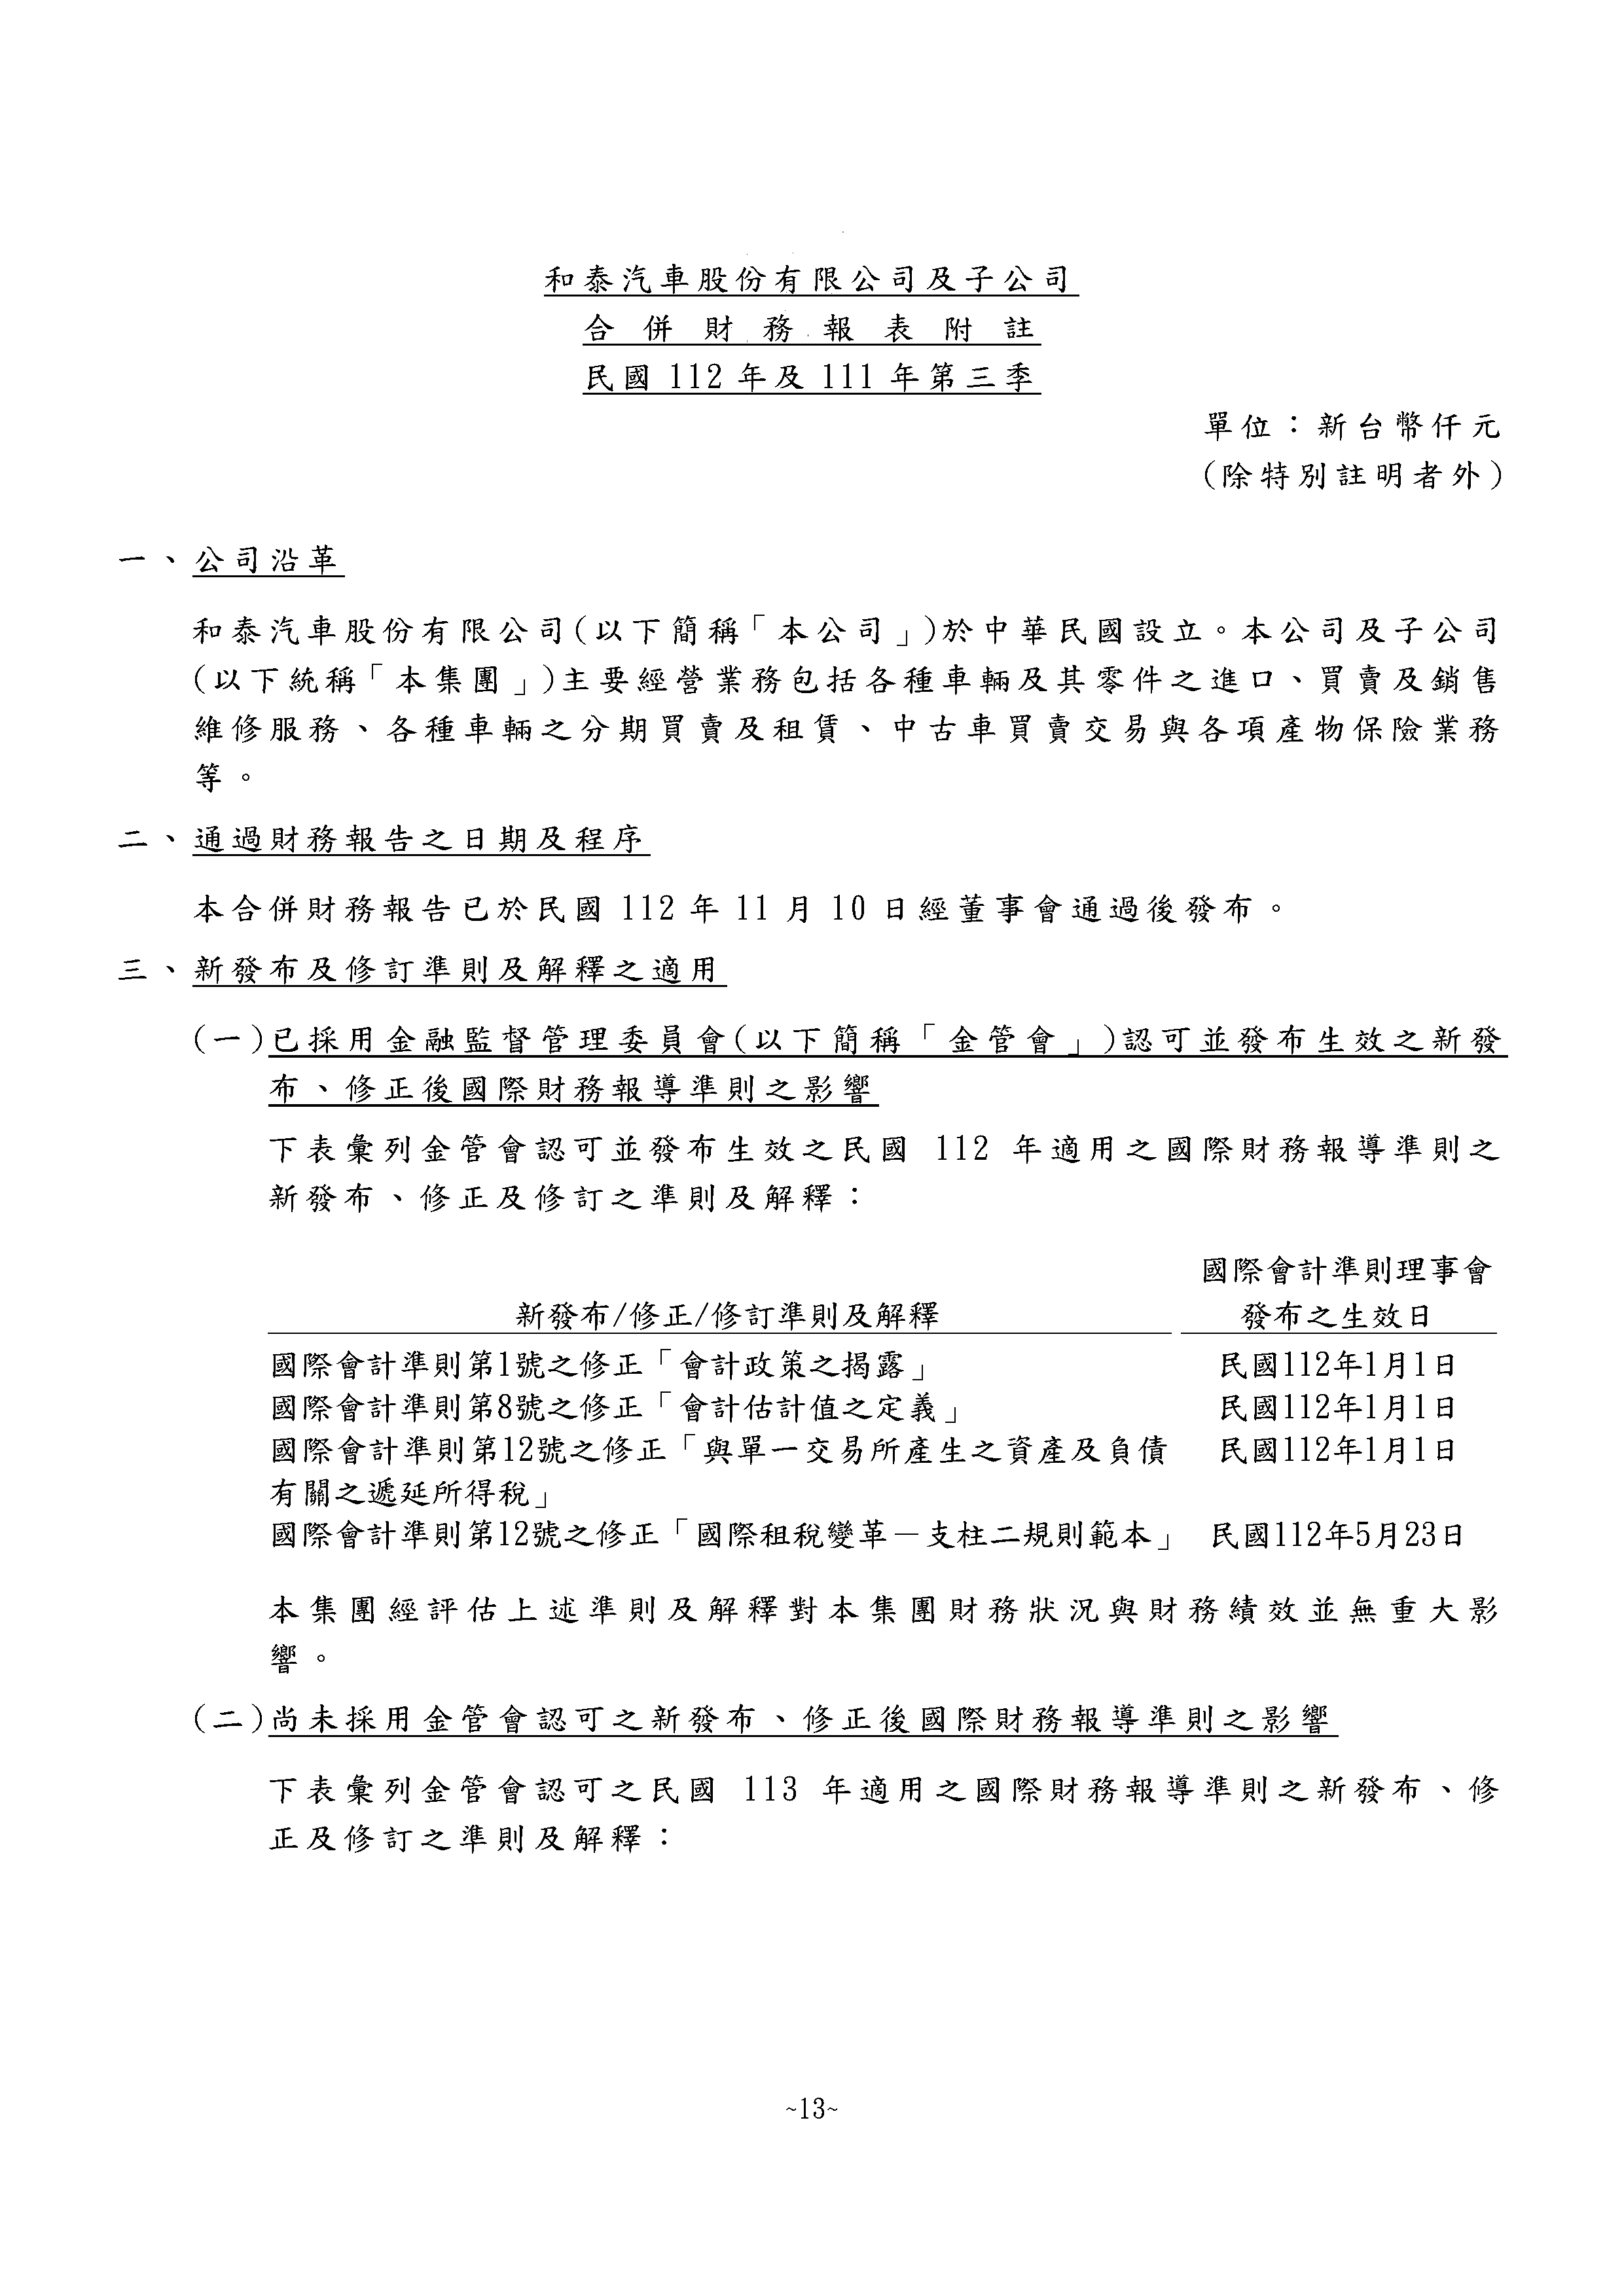 和泰汽車股份有限公司及子公司
合併財務報表附註
民國 112 年及 111 年第三季
單位：新台幣仟元
(除特別註明者外)
一、公司沿革
和泰汽車股份有限公司(以下簡稱「本公司」)於中華民國設立。本公司及子公司
(以下統稱「本集團」)主要經營業務包括各種車輛及其零件之進口、買賣及銷售
維修服務、各種車輛之分期買賣及租賃、中古車買賣交易與各項產物保險業務
等。
二、通過財務報告之日期及程序
本合併財務報告已於民國 112 年 11 月 10 日經董事會通過後發布。
三、新發布及修訂準則及解釋之適用
(一)已採用金融監督管理委員會(以下簡稱「金管會」)認可並發布生效之新發
布、修正後國際財務報導準則之影響
下表彙列金管會認可並發布生效之民國 112 年適用之國際財務報導準則之
新發布、修正及修訂之準則及解釋：
國際會計準則理事會
新發布/修正/修訂準則及解釋 發布之生效日
國際會計準則第1號之修正「會計政策之揭露」 民國112年1月1日
國際會計準則第8號之修正「會計估計值之定義」 民國112年1月1日
國際會計準則第12號之修正「與單一交易所產生之資產及負債 民國112年1月1日
有關之遞延所得稅」
國際會計準則第12號之修正「國際租稅變革－支柱二規則範本」 民國112年5月23日
本集團經評估上述準則及解釋對本集團財務狀況與財務績效並無重大影
響。
(二)尚未採用金管會認可之新發布、修正後國際財務報導準則之影響
下表彙列金管會認可之民國 113 年適用之國際財務報導準則之新發布、修
正及修訂之準則及解釋：
~13~